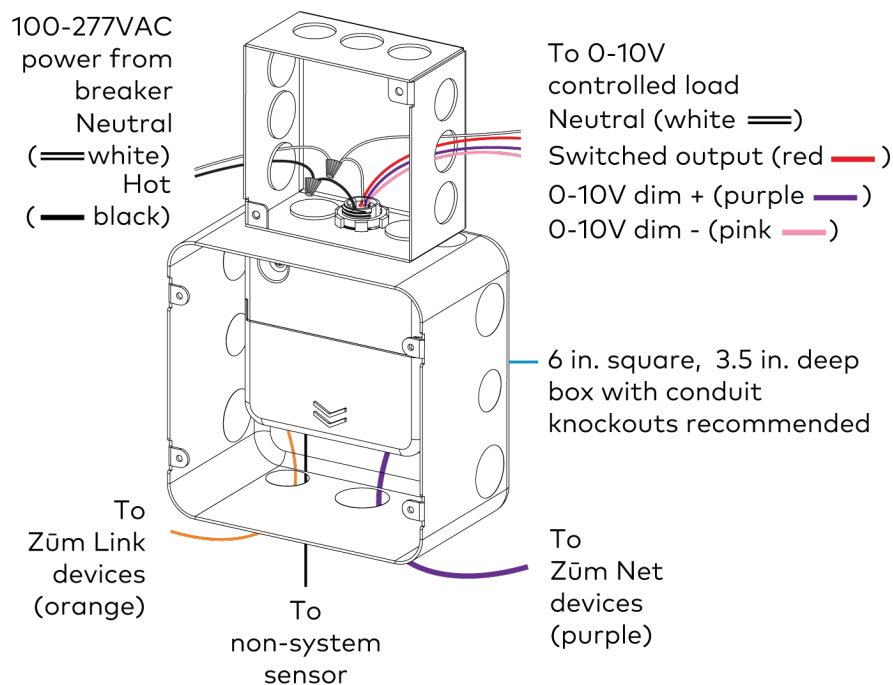 100-277VAC
power from
breaker
Neutral
(white)
Hot
(black)
To 0-10V
controlled load
Neutral (white)
Switched output (red)
0-10V dim + (purple)
0-10V dim - (pink)
6 in. square, 3.5 in. deep
box with conduit
knockouts recommended
To
Zūm Link
devices
(orange)
To
non-system
sensor
To
Zūm Net
devices
(purple)